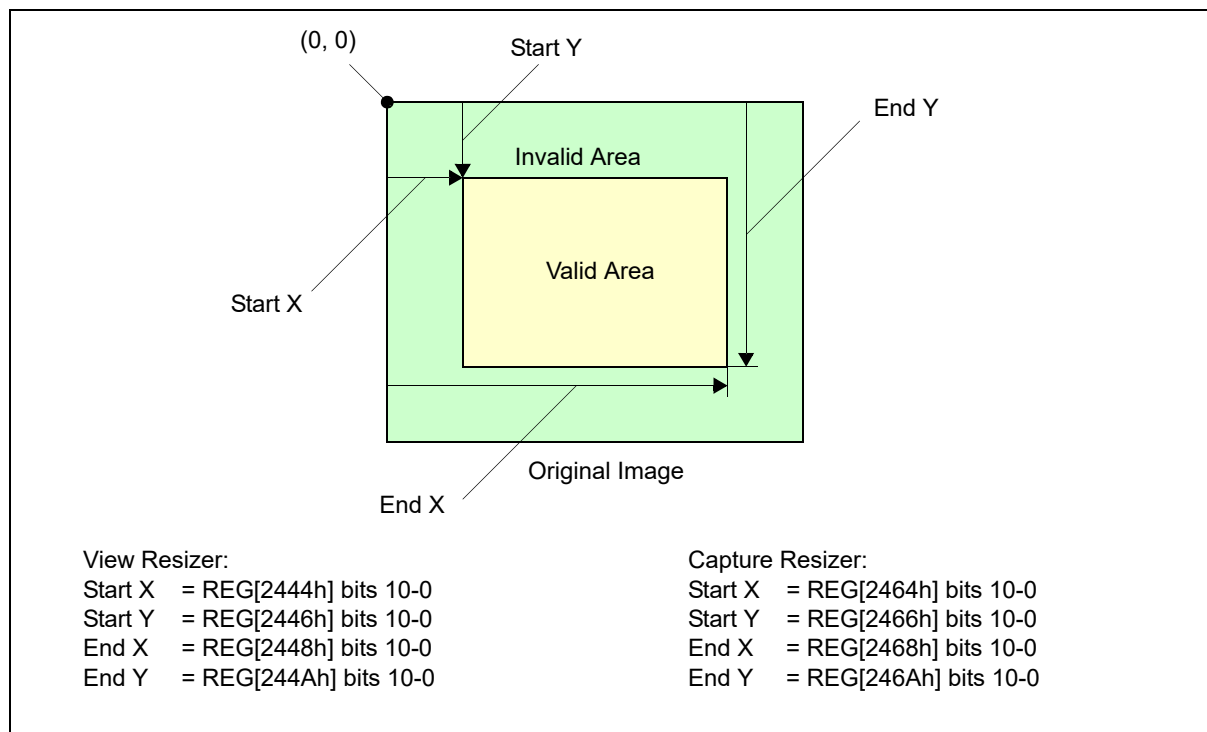 (0, 0)
Start Y
End Y
Invalid Area
Valid Area
Start X
Original Image
End X
View Resizer:
Start X = REG[2444h] bits 10-0
Start Y = REG[2446h] bits 10-0
End X = REG[2448h] bits 10-0
End Y = REG[244Ah] bits 10-0
Capture Resizer:
Start X = REG[2464h] bits 10-0
Start Y = REG[2466h] bits 10-0
End X = REG[2468h] bits 10-0
End Y = REG[246Ah] bits 10-0